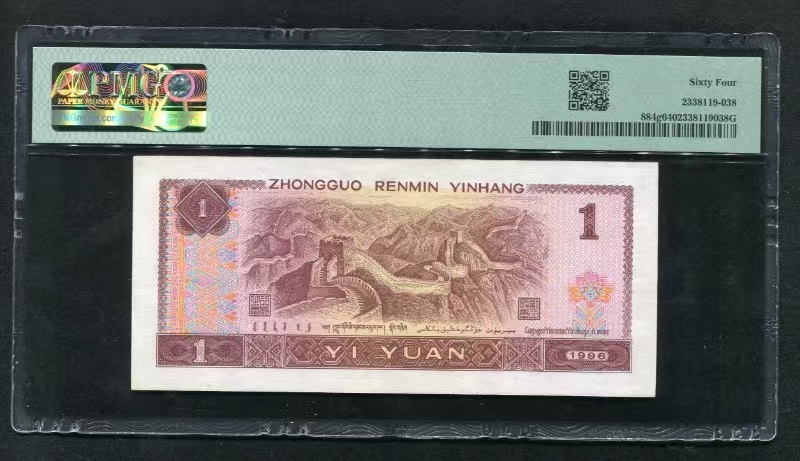 PMG
PAPER MONEY GUARANTY
Sixty Four
2338119-038
884g6402338119038G
ZHONGGUO RENMIN YINHANG
1
1
1
YI YUAN
1996